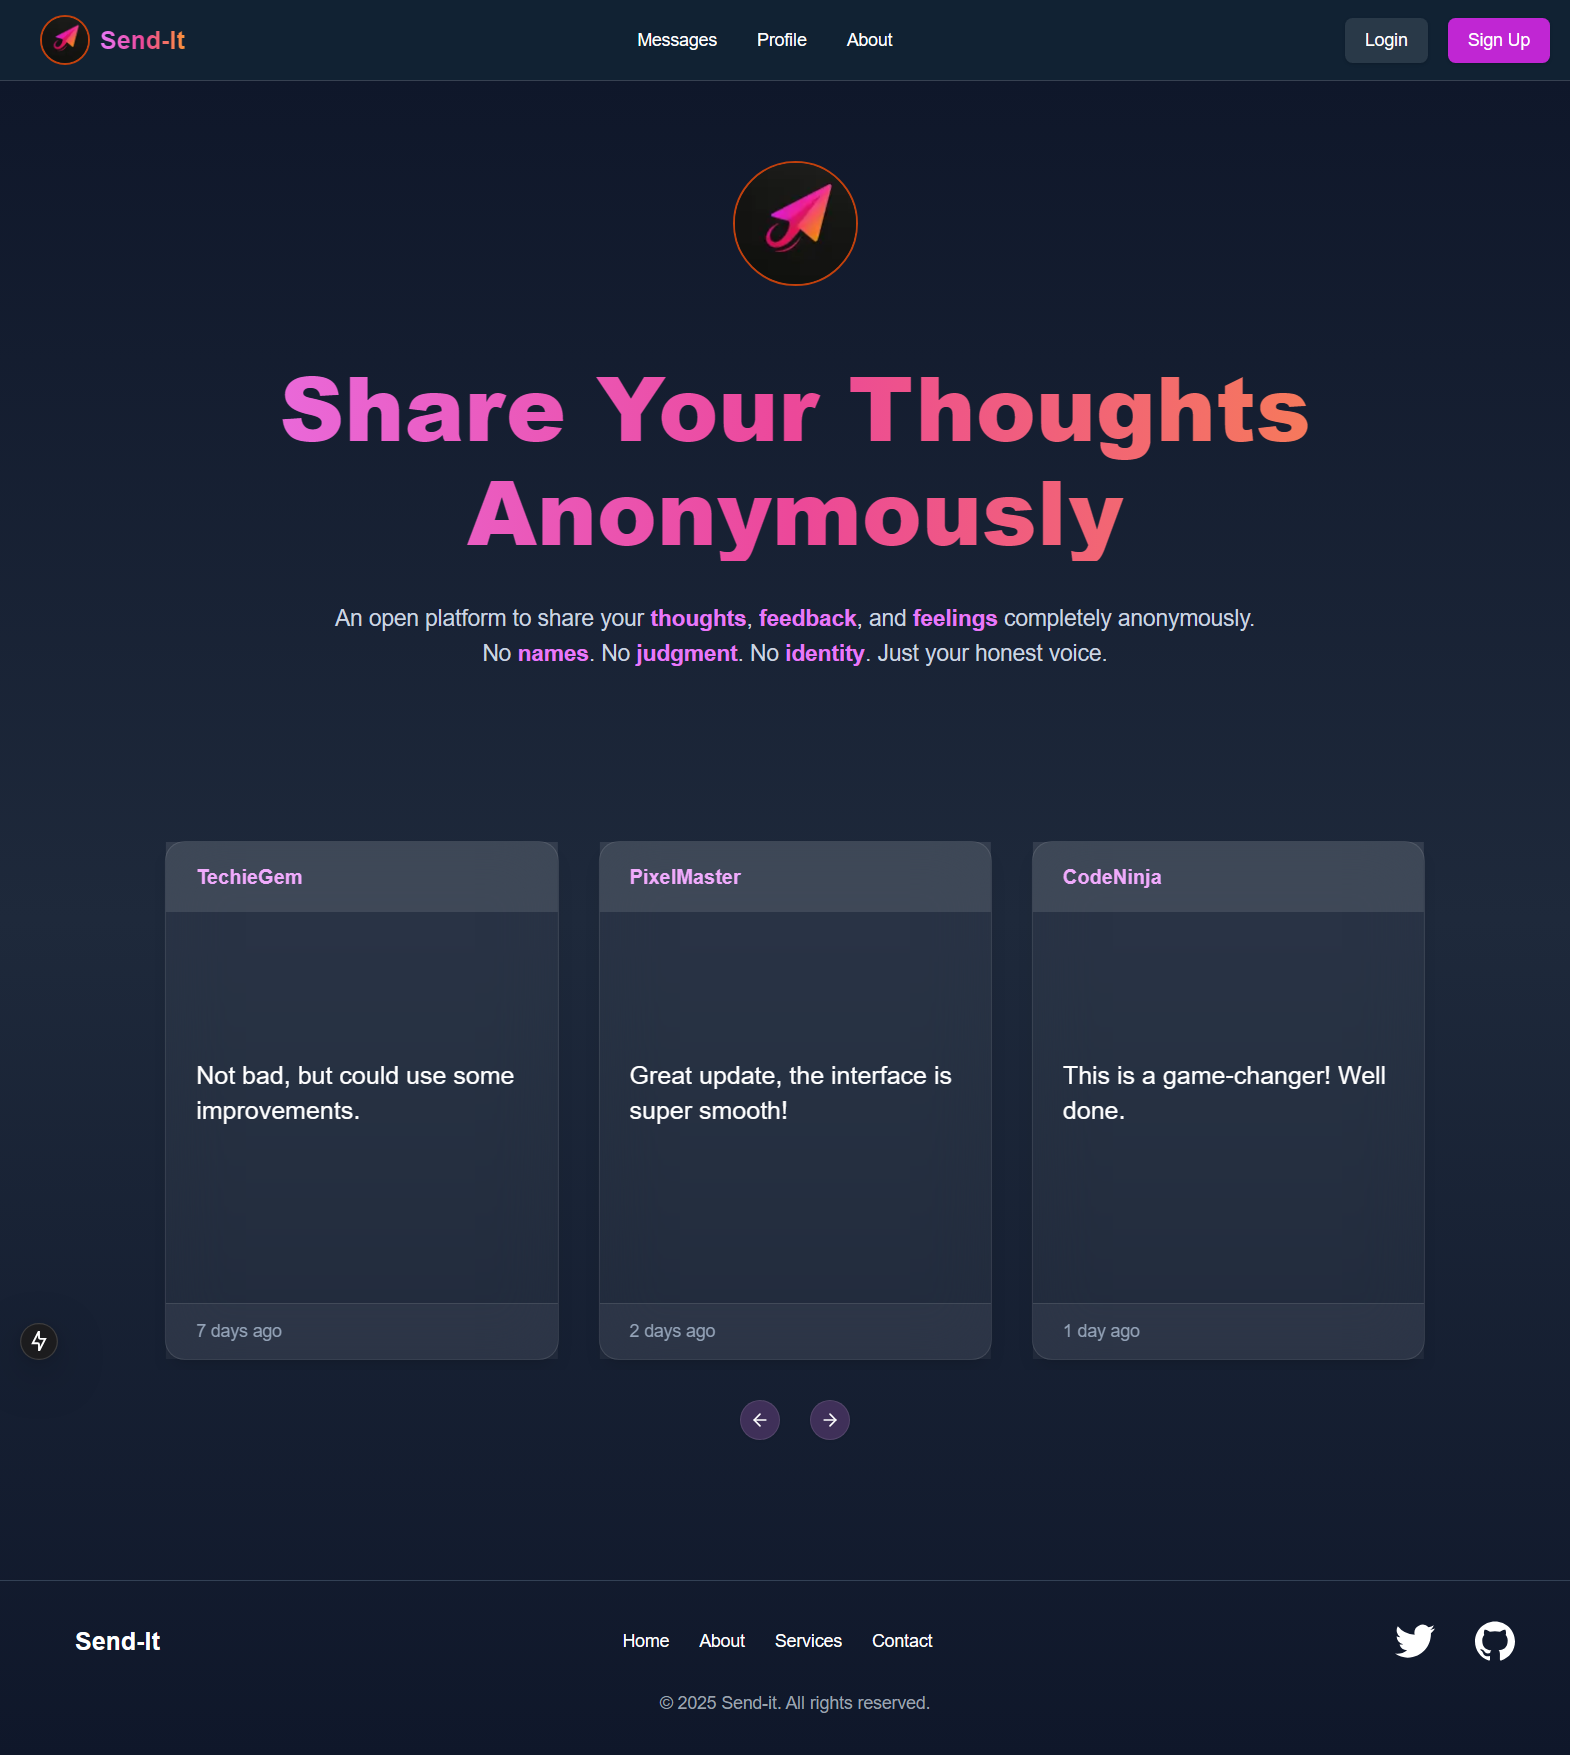 Send-It
Messages
Profile
About
Login
Sign Up
Share Your Thoughts
Anonymously
An open platform to share your thoughts, feedback, and feelings completely anonymously.
No names. No judgment. No identity. Just your honest voice.
TechieGem
Not bad, but could use some
improvements.
7 days ago
PixelMaster
Great update, the interface is
super smooth!
2 days ago
CodeNinja
This is a game-changer! Well
done.
1 day ago
Send-It
Home
About
Services
Contact
© 2025 Send-it. All rights reserved.